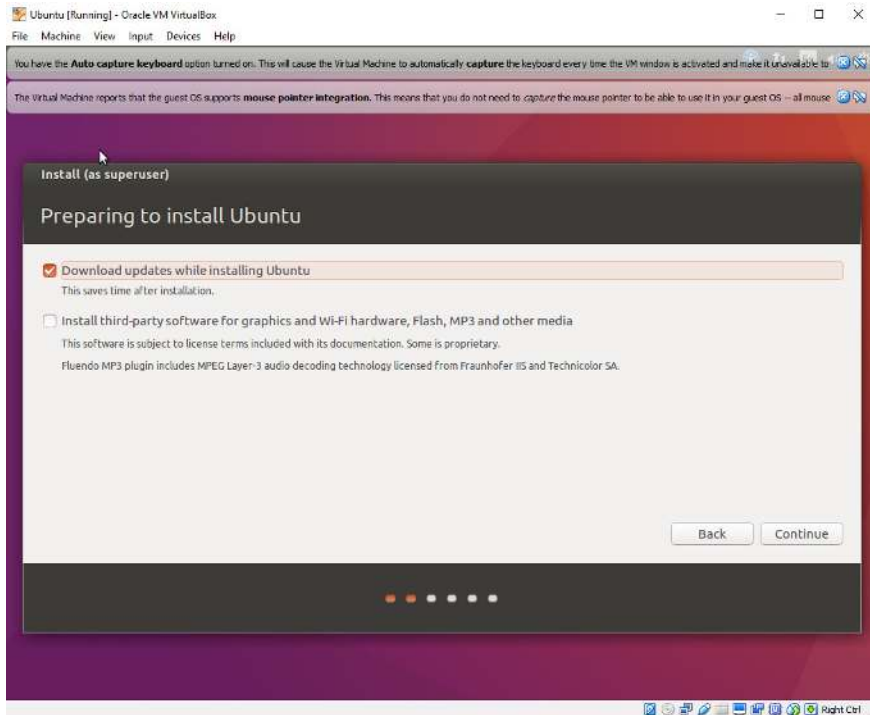 Ubuntu [Running] - Oracle VM VirtualBox
File Machine View Input Devices Help
You have the Auto capture keyboard option turned on. This will cause the Virtual Machine to automatically capture the keyboard every time the VM window is activated and make it unavailable to
The Virtual Machine reports that the guest OS supports mouse pointer integration. This means that you do not need to capture the mouse pointer to be able to use it in your guest OS -- all mouse
Install (as superuser)
Preparing to install Ubuntu
Download updates while installing Ubuntu
This saves time after installation.
Install third-party software for graphics and Wi-Fi hardware, Flash, MP3 and other media
This software is subject to license terms included with its documentation. Some is proprietary.
Fluendo MP3 plugin includes MPEG Layer-3 audio decoding technology licensed from Fraunhofer IIS and Technicolor SA.
Back Continue
Right Ctrl